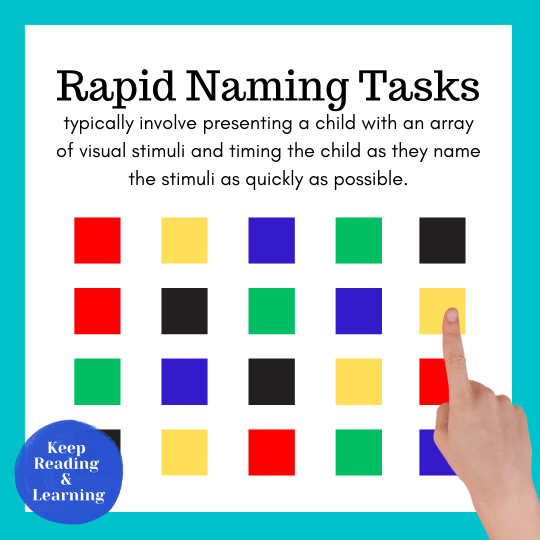 Rapid Naming Tasks
typically involve presenting a child with an array
of visual stimuli and timing the child as they name
the stimuli as quickly as possible.
Keep
Reading
&
Learning